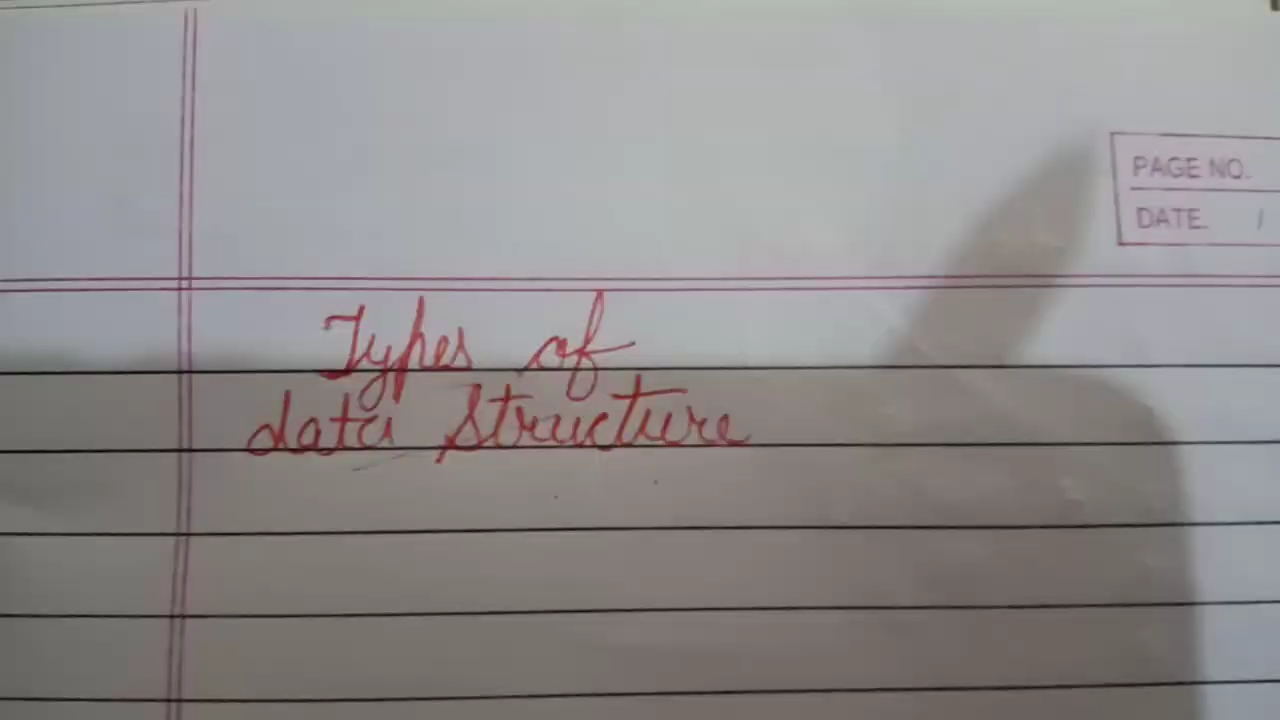 PAGE NO.
DATE. /
Types of
data Structure